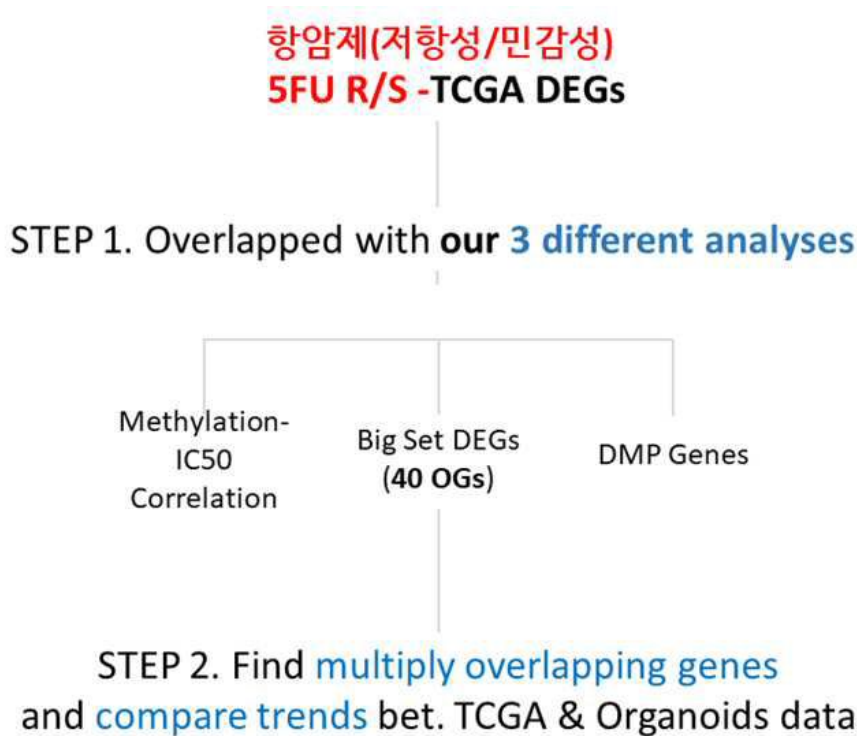 항암제(저항성/민감성)
5FU R/S -TCGA DEGs
STEP 1. Overlapped with our 3 different analyses
Methylation-
IC50
Correlation
Big Set DEGs
(40 OGs)
DMP Genes
STEP 2. Find multiply overlapping genes
and compare trends bet. TCGA & Organoids data